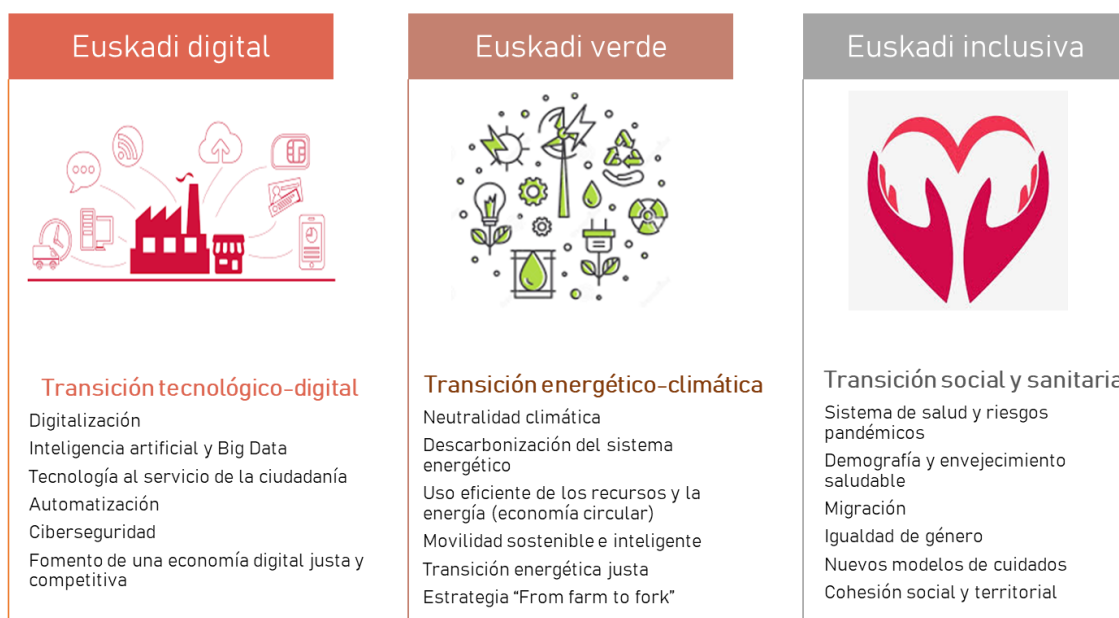 Euskadi digital
Transición tecnológico-digital
Digitalización
Inteligencia artificial y Big Data
Tecnología al servicio de la ciudadanía
Automatización
Ciberseguridad
Fomento de una economía digital justa y
competitiva
Euskadi verde
Transición energético-climática
Neutralidad climática
Descarbonización del sistema
energético
Uso eficiente de los recursos y la
energía (economía circular)
Movilidad sostenible e inteligente
Transición energética justa
Estrategia “From farm to fork”
Euskadi inclusiva
Transición social y sanitaria
Sistema de salud y riesgos
pandémicos
Demografía y envejecimiento
saludable
Migración
Igualdad de género
Nuevos modelos de cuidados
Cohesión social y territorial